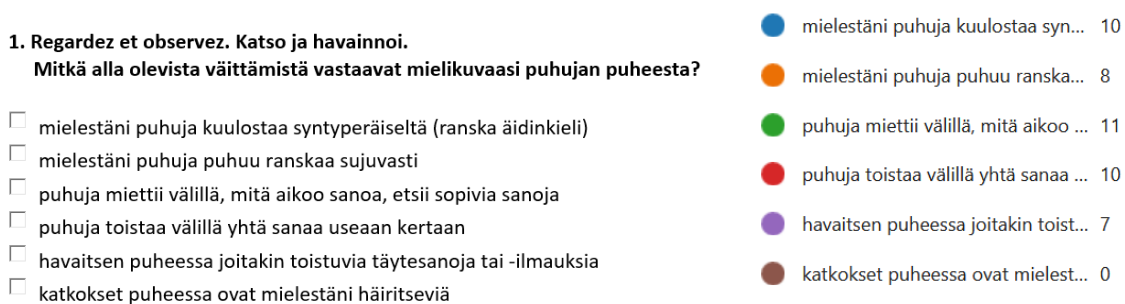 1. Regardez et observez. Katso ja havainnoi.
Mitkä alla olevista väittämistä vastaavat mielikuvaasi puhujan puheesta?
mielestäni puhuja kuulostaa syntyperäiseltä (ranska äidinkieli)
mielestäni puhuja puhuu ranskaa sujuvasti
puhuja miettii välillä, mitä aikoo sanoa, etsii sopivia sanoja
puhuja toistaa välillä yhtä sanaa useaan kertaan
havaitsen puheessa joitakin toistuvia täytesanoja tai -ilmauksia
katkokset puheessa ovat mielestäni häiritseviä
mielestäni puhuja kuulostaa syn... 10
mielestäni puhuja puhuu ranska... 8
puhuja miettii välillä, mitä aikoo ... 11
puhuja toistaa välillä yhtä sanaa ... 10
havaitsen puheessa joitakin toist... 7
katkokset puheessa ovat mielest... 0